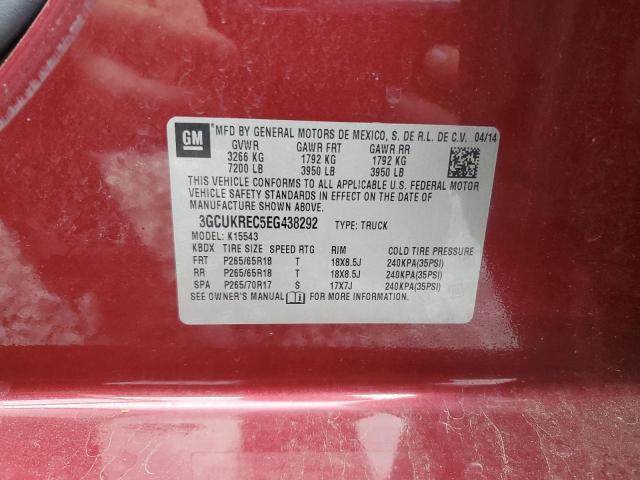 GM
MFD BY GENERAL MOTORS DE MEXICO, S. DE R.L. DE C.V. 04/14
GVWR GAWR FRT GAWR RR
3266 KG 1792 KG 1792 KG
7200 LB 3950 LB 3950 LB
THIS VEHICLE CONFORMS TO ALL APPLICABLE U.S. FEDERAL MOTOR
VEHICLE SAFETY STANDARDS IN EFFECT ON THE DATE OF
MANUFACTURE SHOWN ABOVE.
3GCUKREC5EG438292 TYPE: TRUCK
MODEL: K15543
KBDX TIRE SIZE SPEED RTG RIM COLD TIRE PRESSURE
FRT P265/65R18 T 18X8.5J 240KPA(35PSI)
RR P265/65R18 T 18X8.5J 240KPA(35PSI)
SPA P265/70R17 S 17X7J 240KPA(35PSI)
SEE OWNER'S MANUAL FOR MORE INFORMATION.